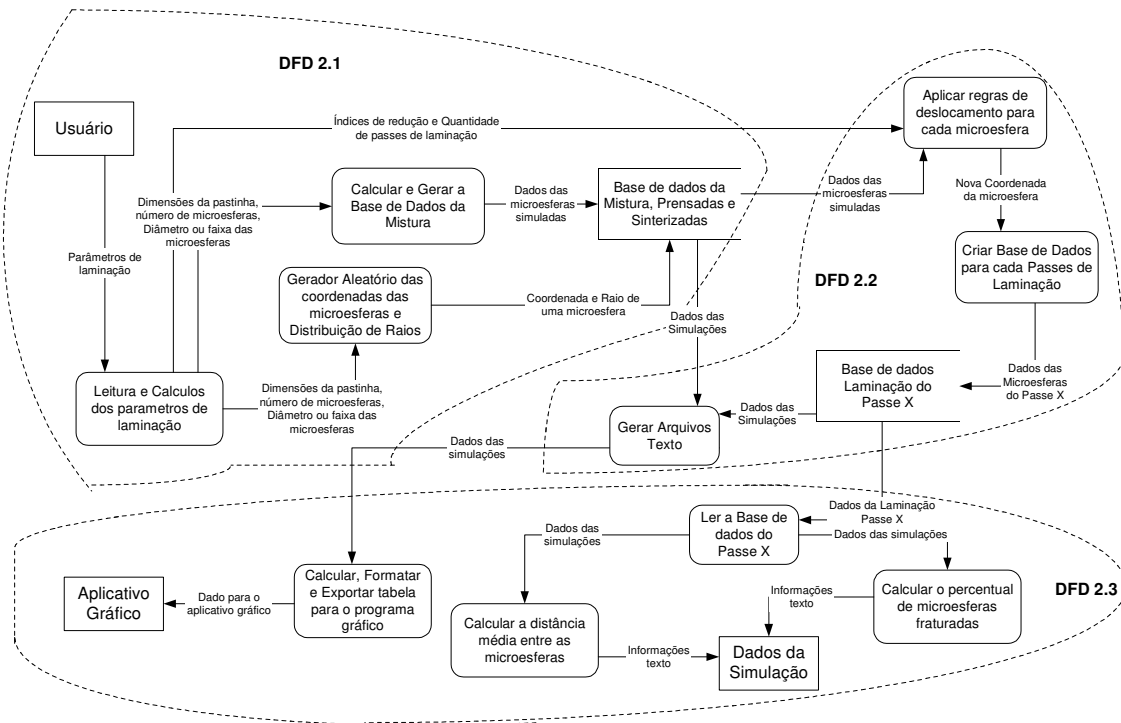 DFD 2.1
Usuário
Índices de redução e Quantidade
de passes de laminação
Aplicar regras de
deslocamento para
cada microesfera
Dimensões da pastinha,
número de microesferas,
Diâmetro ou faixa das
microesferas
Calcular e Gerar a
Base de Dados da
Mistura
Dados das
microesferas
simuladas
Base de dados da
Mistura, Prensadas e
Sinterizadas
Dados das
microesferas
simuladas
Nova Coordenada
da microesfera
Parâmetros de
laminação
Gerador Aleatório das
coordenadas das
microesferas e
Distribuição de Raios
Coordenada e Raio de
uma microesfera
Dados das
Simulações
DFD 2.2
Criar Base de Dados
para cada Passes de
Laminação
Leitura e Calculos
dos parametros de
laminação
Dimensões da pastinha,
número de microesferas,
Diâmetro ou faixa das
microesferas
Base de dados
Laminação do
Passe X
Dados das
Microesferas
do Passe X
Dados das
simulações
Gerar Arquivos
Texto
Dados das
Simulações
Dados da Laminação
Passe X
Ler a Base de
dados do
Passe X
Dados das
simulações
Dados das simulações
DFD 2.3
Aplicativo
Gráfico
Dado para o
aplicativo gráfico
Calcular, Formatar
e Exportar tabela
para o programa
gráfico
Calcular a distância
média entre as
microesferas
Informações
texto
Informações
texto
Calcular o percentual
de microesferas
fraturadas
Dados da
Simulação